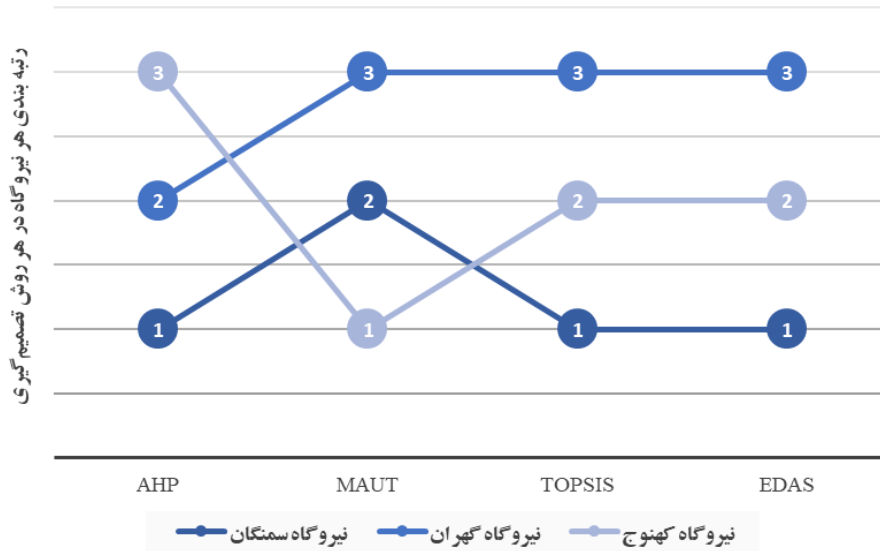 رتبه بندی هر نیروگاه در هر روش تصمیم گیری
3 3 3 3
2 2 2 2
1 1 1 1
AHP MAUT TOPSIS EDAS
نیروگاه سمنگان نیروگاه گهران نیروگاه کهنوج